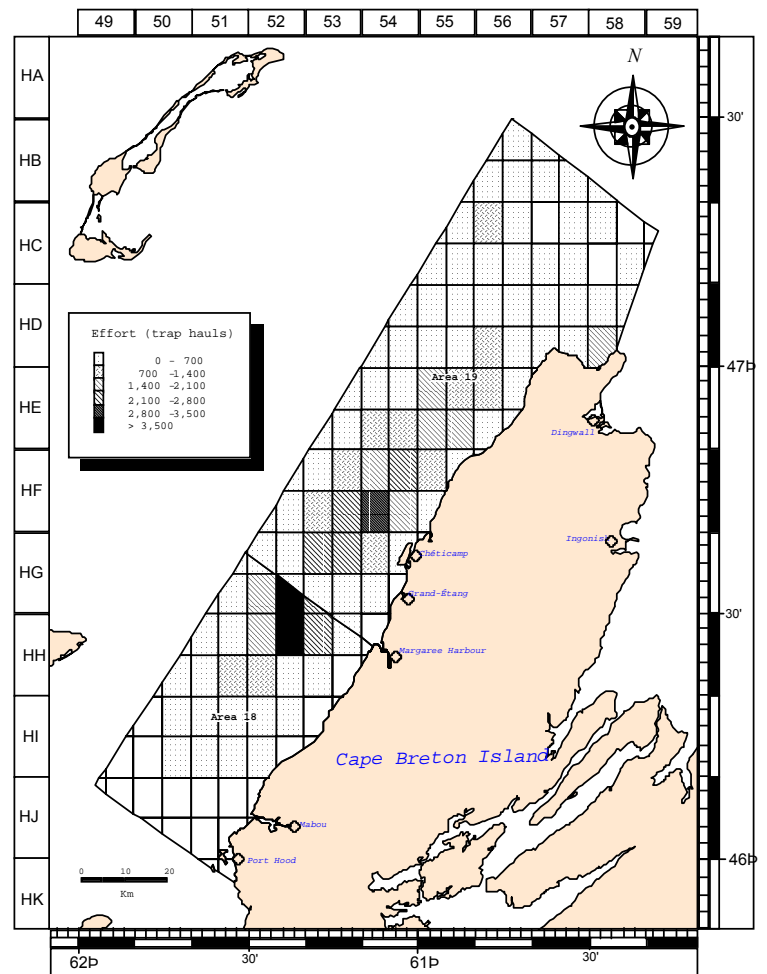 49 50 51 52 53 54 55 56 57 58 59
N
HA
HB
HC
HD
HE
HF
HG
HH
HI
HJ
HK
30'
47Þ
30'
46Þ
Effort (trap hauls)
0 - 700
700 -1,400
1,400 -2,100
2,100 -2,800
2,800 -3,500
> 3,500
Area 19
Dingwall
Ingonish
Chéticamp
Grand-Étang
Margaree Harbour
Area 18
Cape Breton Island
Mabou
Port Hood
0 10 20
Km
62Þ 30' 61Þ 30'